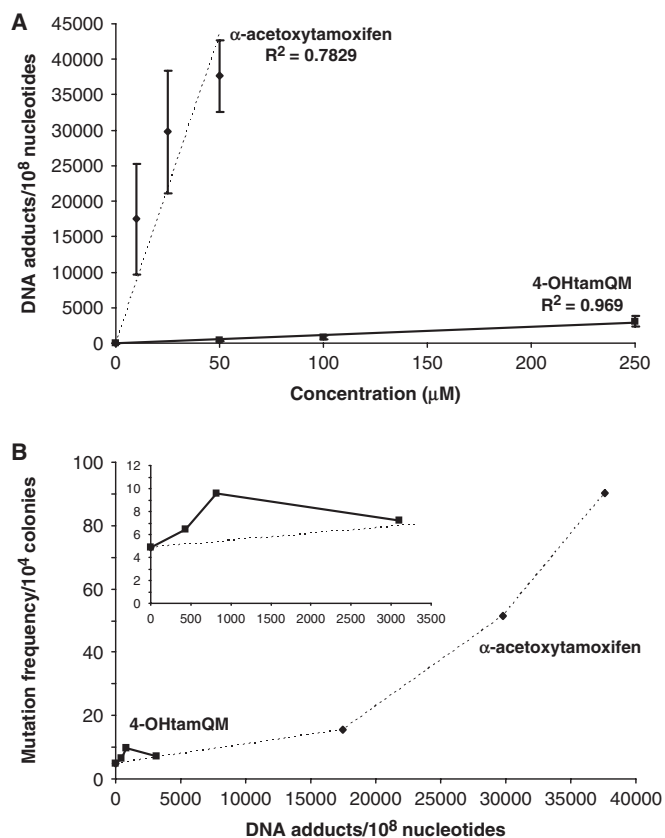 A
DNA adducts/10⁸ nucleotides
45000
40000
35000
30000
25000
20000
15000
10000
5000
0
α-acetoxytamoxifen
R² = 0.7829
4-OHtamQM
R² = 0.969
0 50 100 150 200 250
Concentration (μM)
B
Mutation frequency/10⁴ colonies
100
80
60
40
20
0
12
10
8
6
4
2
0
0 500 1000 1500 2000 2500 3000 3500
4-OHtamQM
α-acetoxytamoxifen
0 5000 10000 15000 20000 25000 30000 35000 40000
DNA adducts/10⁸ nucleotides